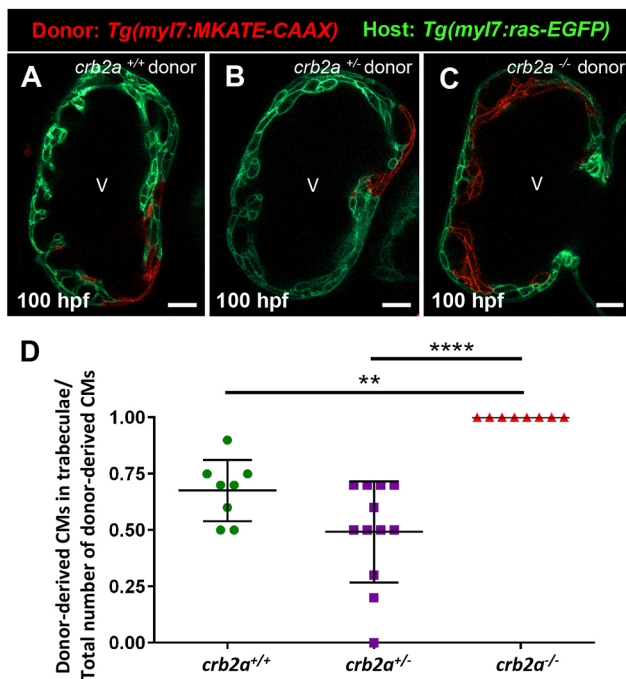 Donor: Tg(myl7:MKATE-CAAX) Host: Tg(myl7:ras-EGFP)
A crb2a +/+ donor B crb2a +/- donor C crb2a -/- donor
V V V
100 hpf 100 hpf 100 hpf
D
****
**
Donor-derived CMs in trabeculae/
Total number of donor-derived CMs
1.00
0.75
0.50
0.25
0.00
crb2a+/+ crb2a+/- crb2a-/-